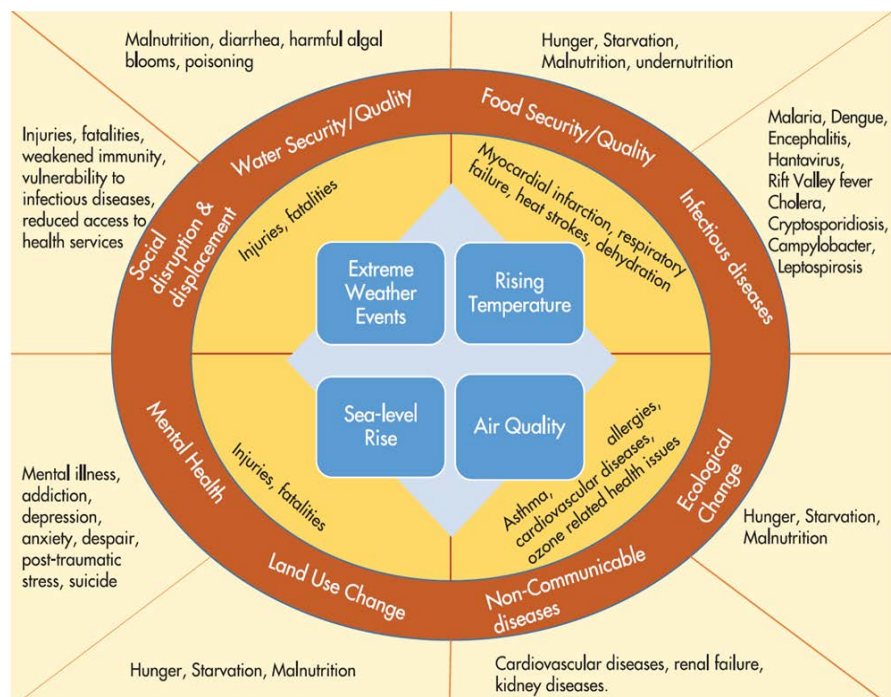 Malnutrition, diarrhea, harmful algal
blooms, poisoning
Hunger, Starvation,
Malnutrition, undernutrition
Injuries, fatalities,
weakened immunity,
vulnerability to
infectious diseases,
reduced access to
health services
Malaria, Dengue,
Encephalitis,
Hantavirus,
Rift Valley fever
Cholera,
Cryptosporidiosis,
Campylobacter,
Leptospirosis
Water Security/Quality
Food Security/Quality
Social
disruption &
displacement
Infectious diseases
Injuries, fatalities
Myocardial infarction, respiratory
failure, heat strokes, dehydration
Extreme
Weather
Events
Rising
Temperature
Sea-level
Rise
Air Quality
Injuries, fatalities
Asthma, allergies,
cardiovascular diseases,
ozone related health issues
Mental Health
Ecological
Change
Land Use Change
Non-Communicable
diseases
Mental illness,
addiction,
depression,
anxiety, despair,
post-traumatic
stress, suicide
Hunger, Starvation,
Malnutrition
Hunger, Starvation, Malnutrition
Cardiovascular diseases, renal failure,
kidney diseases.